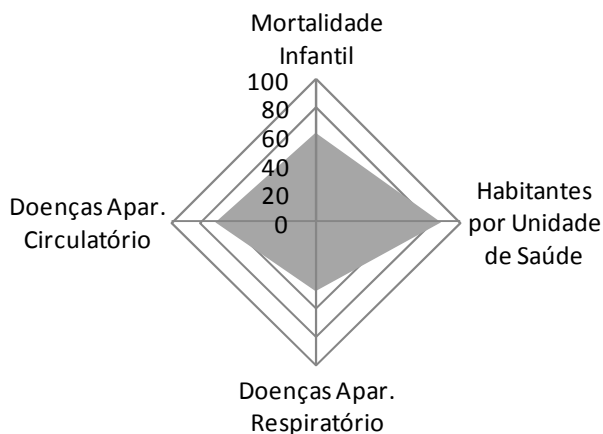 Mortalidade
Infantil
100
80
60
40
20
0
Habitantes
por Unidade
de Saúde
Doenças Apar.
Circulatório
Doenças Apar.
Respiratório